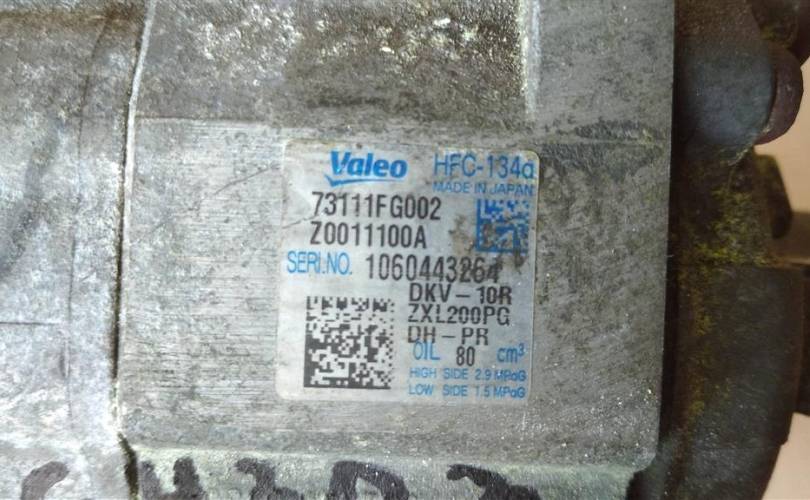 Valeo HFC-134a
MADE IN JAPAN
73111FG002
Z0011100A
SERI.NO. 1060443264
DKV-10R
ZXL200PG
DH-PR
OIL 80 cm³
HIGH SIDE 2.9 MPaG
LOW SIDE 1.5 MPaG